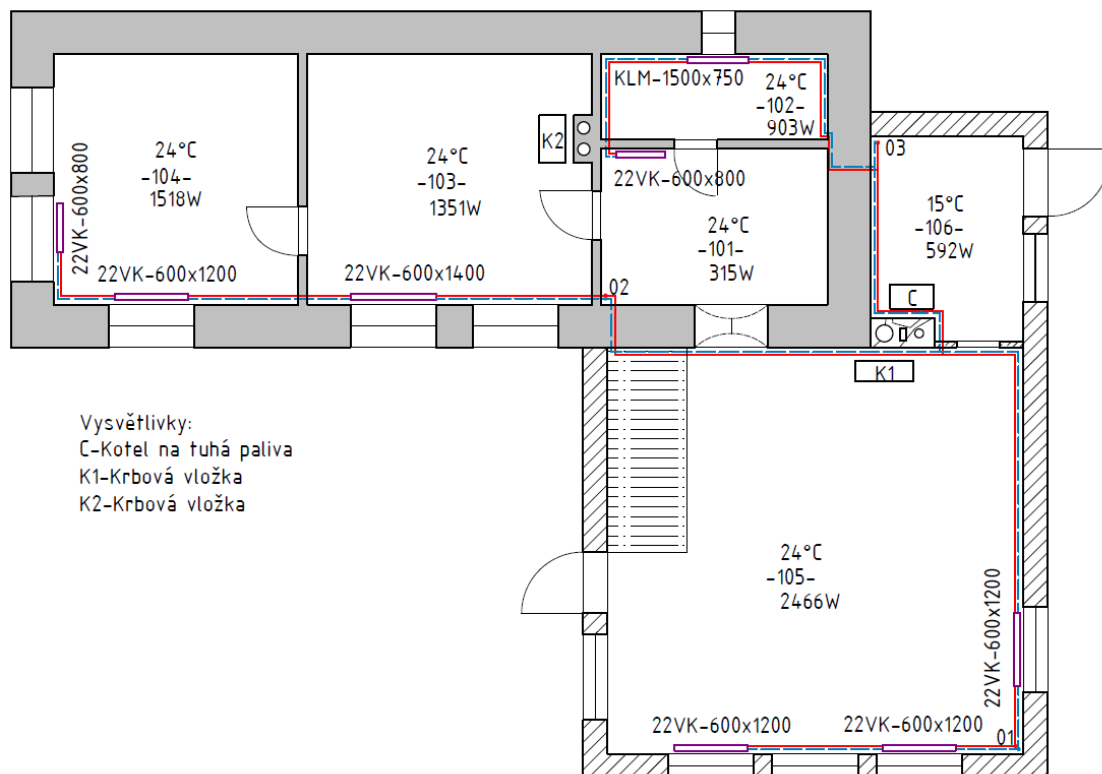 KLM-1500x750
24°C
-102-
903W
K2
24°C
-104-
1518W
24°C
-103-
1351W
22VK-600x800
22VK-600x800
03
15°C
-106-
592W
24°C
-101-
315W
22VK-600x1200
22VK-600x1400
02
C
K1
Vysvětlivky:
C-Kotel na tuhá paliva
K1-Krbová vložka
K2-Krbová vložka
24°C
-105-
2466W
22VK-600x1200
22VK-600x1200
22VK-600x1200
01